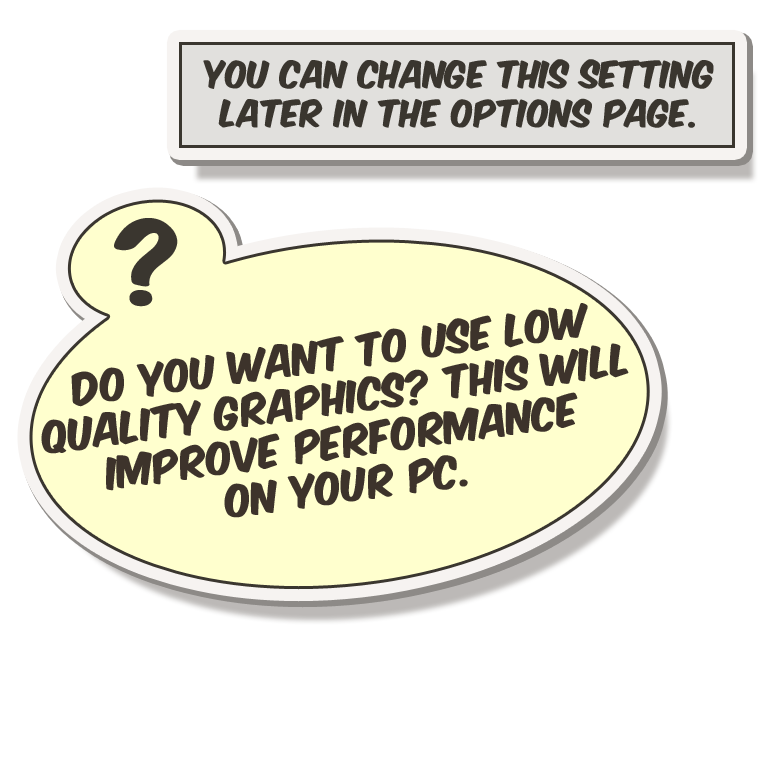 YOU CAN CHANGE THIS SETTING
LATER IN THE OPTIONS PAGE.
?
DO YOU WANT TO USE LOW
QUALITY GRAPHICS? THIS WILL
IMPROVE PERFORMANCE
ON YOUR PC.